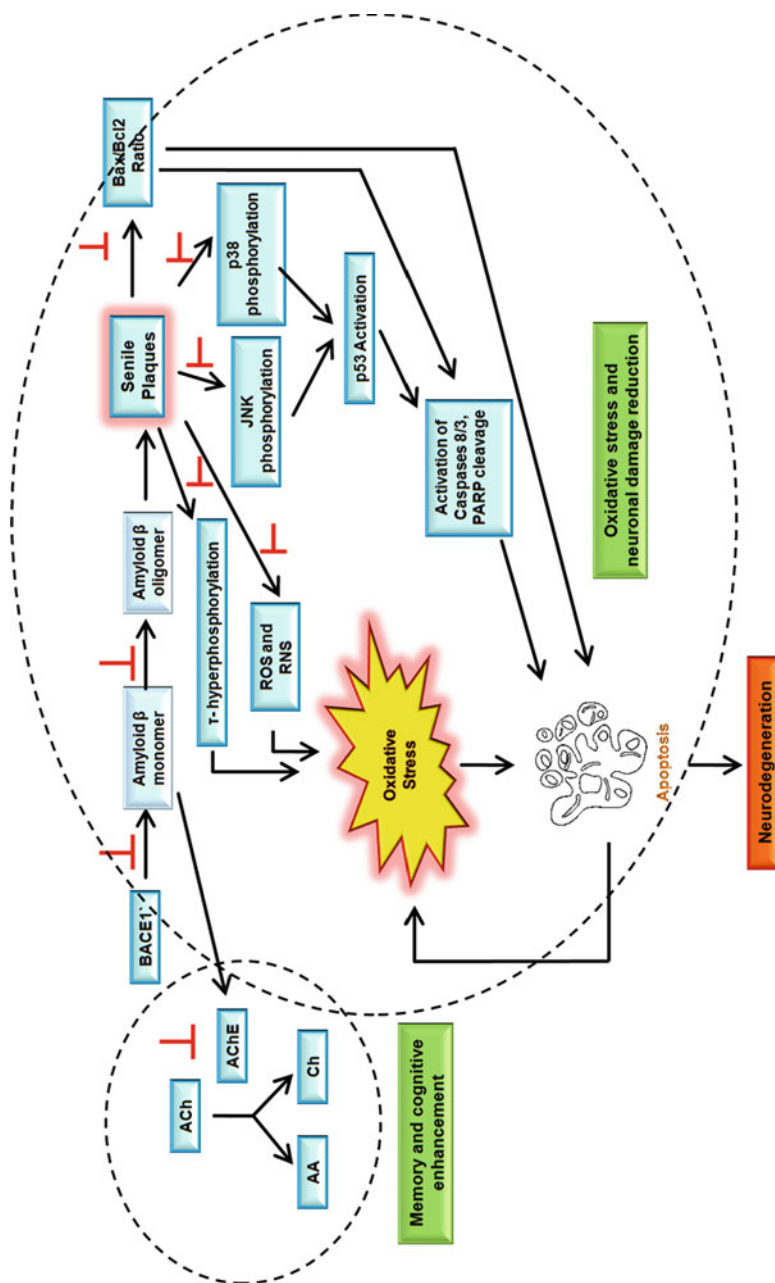 BACE1`
Amyloid β
monomer
Amyloid β
oligomer
Senile
Plaques
Bax/Bcl2
Ratio
ACh
AChE
AA
Ch
τ- hyperphosphorylation
ROS and
RNS
JNK
phosphorylation
p38
phosphorylation
p53 Activation
Activation of
Caspases 8/3,
PARP cleavage
Oxidative
Stress
Apoptosis
Memory and cognitive
enhancement
Oxidative stress and
neuronal damage reduction
Neurodegeneration